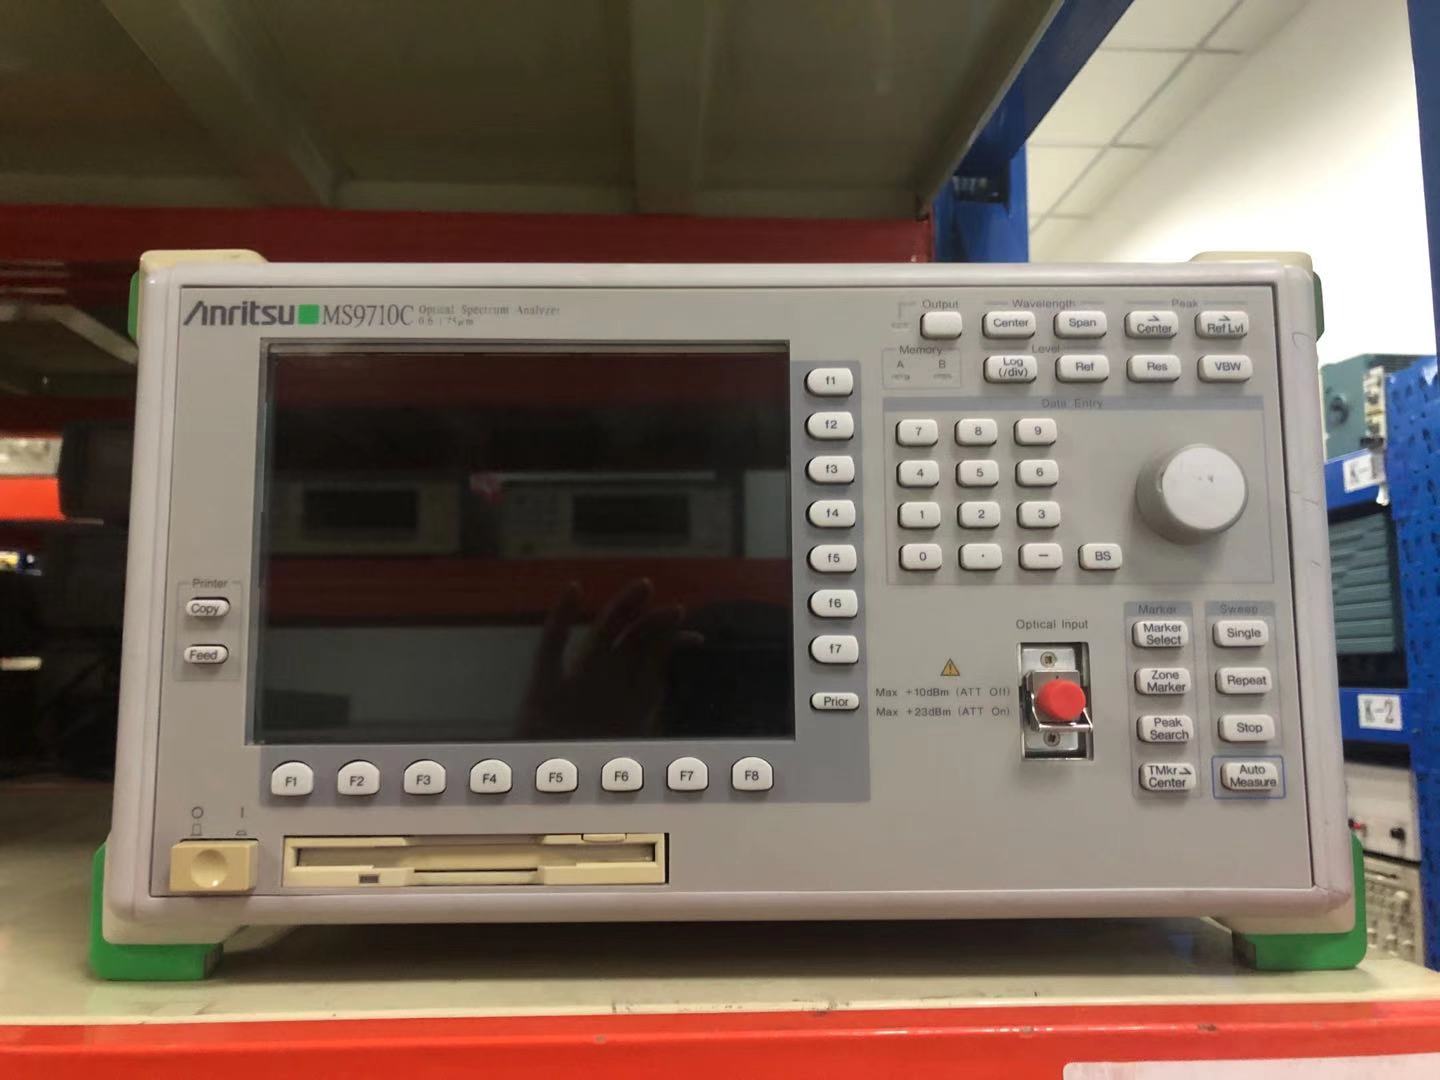 Anritsu MS9710C Optical Spectrum Analyzer
Output
Wavelength
Center
Span
Peak
Center
Ref Lvl
Memory
A
B
Level
Log
(/div)
Ref
Res
VBW
Data Entry
7
8
9
4
5
6
1
2
3
0
.
—
BS
f1
f2
f3
f4
f5
f6
f7
Prior
Printer
Copy
Feed
F1
F2
F3
F4
F5
F6
F7
F8
Optical Input
Max +10dBm (ATT Off)
Max +23dBm (ATT On)
Marker
Marker
Select
Zone
Marker
Peak
Search
TMkr→
Center
Sweep
Single
Repeat
Stop
Auto
Measure
K-2